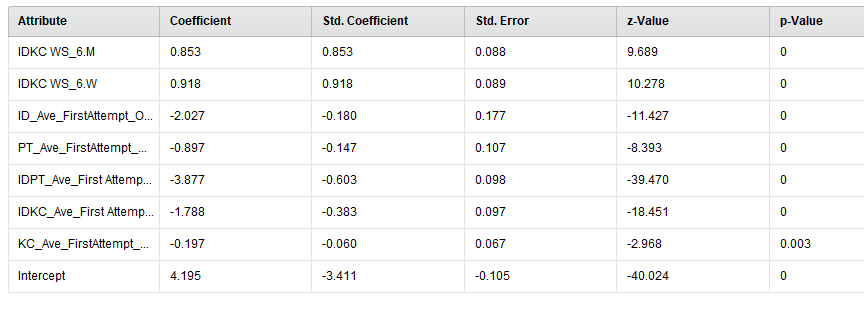 Attribute Coefficient Std. Coefficient Std. Error z-Value p-Value
IDKC WS_6.M 0.853 0.853 0.088 9.689 0
IDKC WS_6.W 0.918 0.918 0.089 10.278 0
ID_Ave_FirstAttempt_O... -2.027 -0.180 0.177 -11.427 0
PT_Ave_FirstAttempt_... -0.897 -0.147 0.107 -8.393 0
IDPT_Ave_First Attemp... -3.877 -0.603 0.098 -39.470 0
IDKC_Ave_First Attemp... -1.788 -0.383 0.097 -18.451 0
KC_Ave_FirstAttempt_... -0.197 -0.060 0.067 -2.968 0.003
Intercept 4.195 -3.411 -0.105 -40.024 0